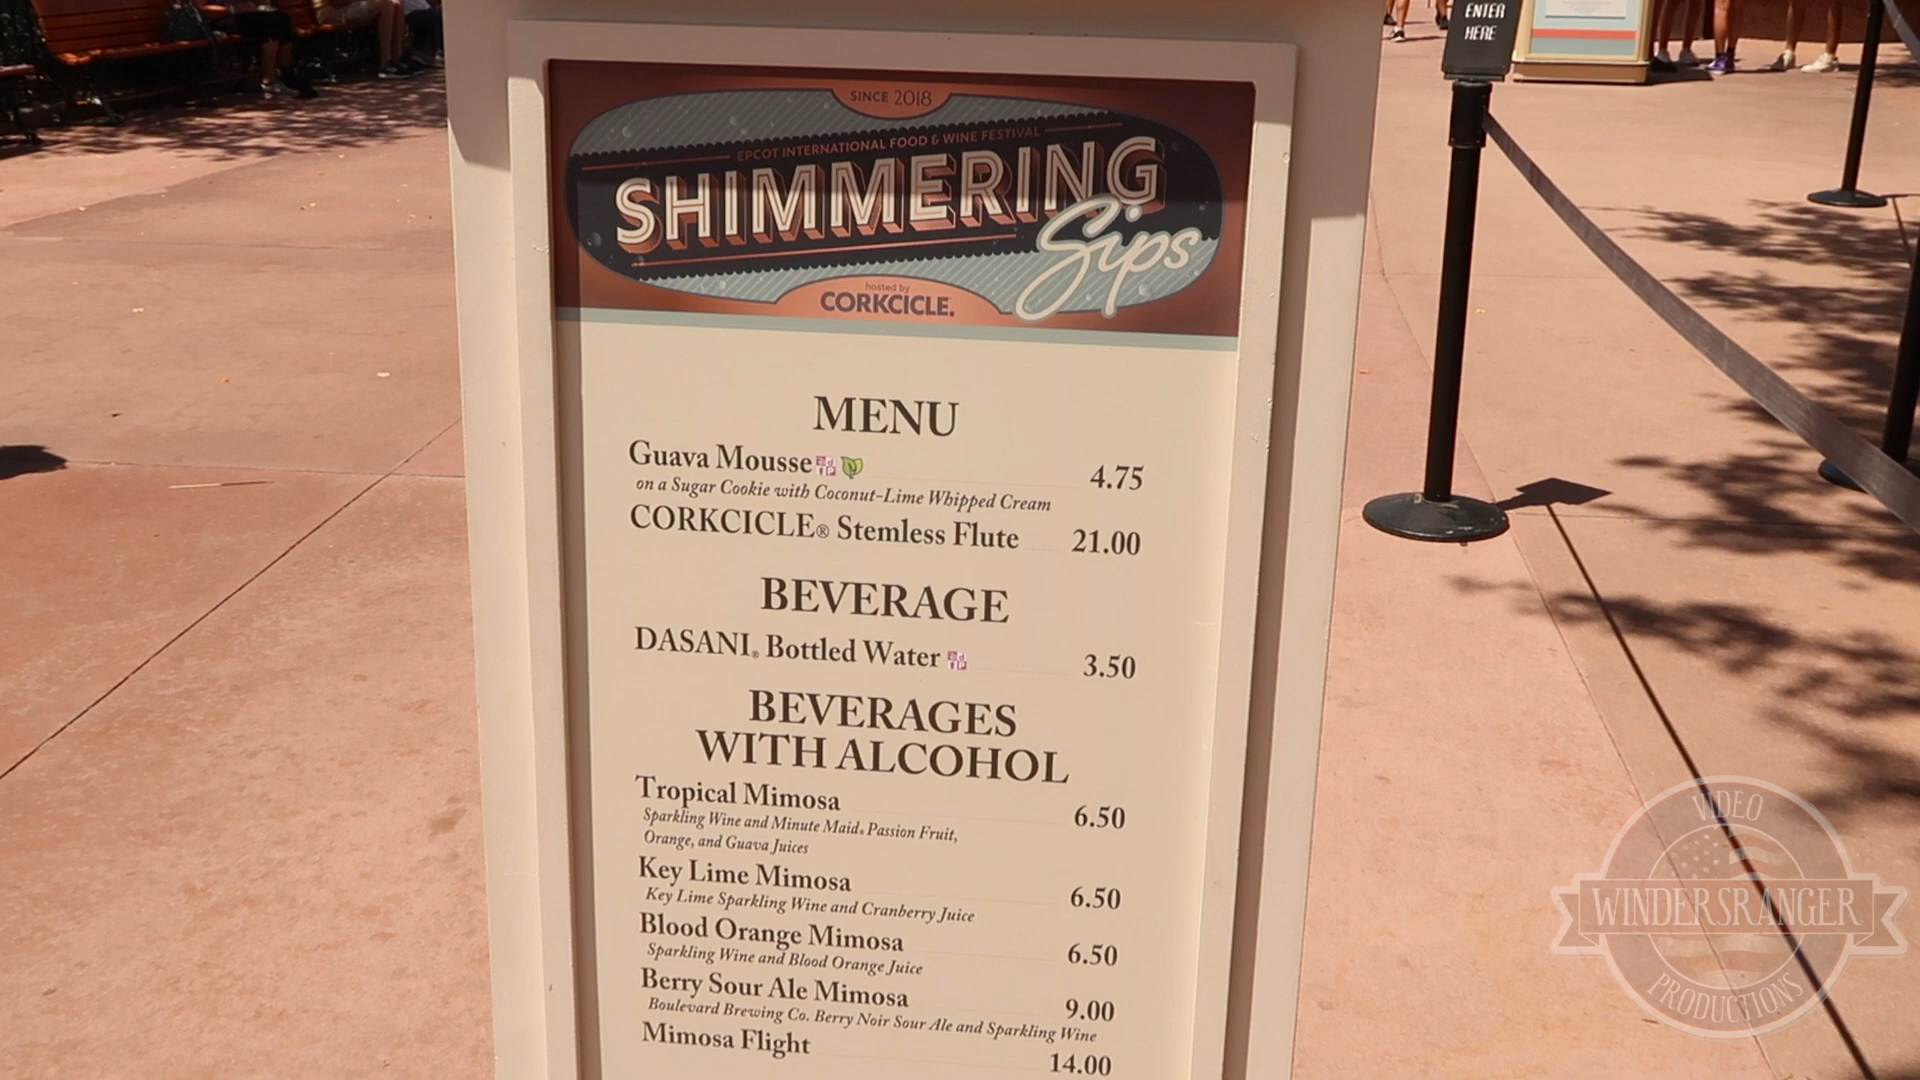 ENTER
HERE
SINCE 2018
EPCOT INTERNATIONAL FOOD & WINE FESTIVAL
SHIMMERING
Sips
hosted by
CORKCICLE.
MENU
Guava Mousse 4.75
on a Sugar Cookie with Coconut-Lime Whipped Cream
CORKCICLE® Stemless Flute 21.00
BEVERAGE
DASANI® Bottled Water 3.50
BEVERAGES
WITH ALCOHOL
Tropical Mimosa 6.50
Sparkling Wine and Minute Maid® Passion Fruit,
Orange, and Guava Juices
Key Lime Mimosa 6.50
Key Lime Sparkling Wine and Cranberry Juice
Blood Orange Mimosa 6.50
Sparkling Wine and Blood Orange Juice
Berry Sour Ale Mimosa 9.00
Boulevard Brewing Co. Berry Noir Sour Ale and Sparkling Wine
Mimosa Flight 14.00
VIDEO
WINDERSRANGER
PRODUCTIONS